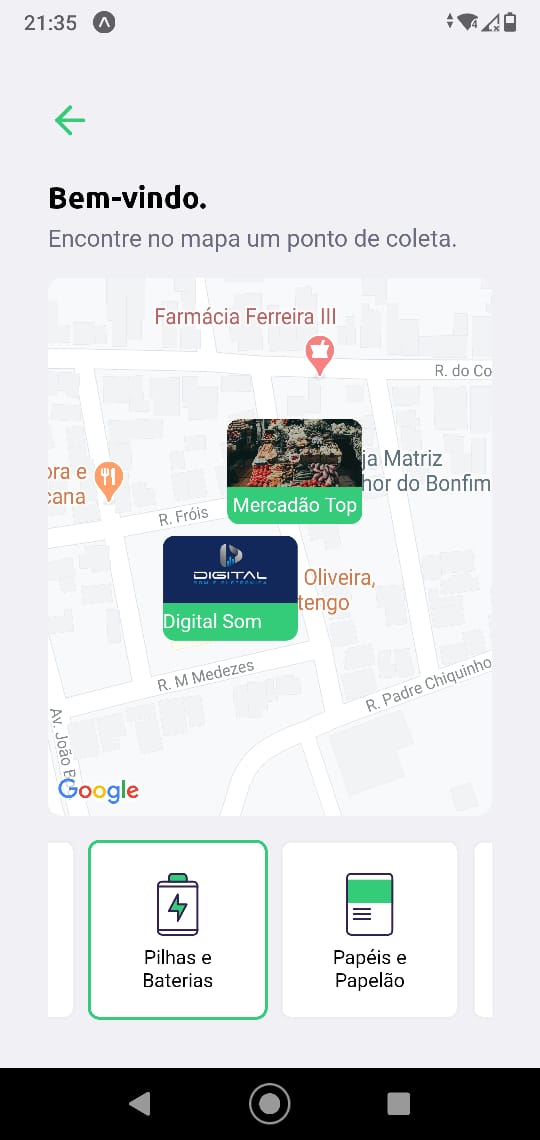 21:35
Bem-vindo.
Encontre no mapa um ponto de coleta.
Farmácia Ferreira III
R. do Co
ja Matriz
hor do Bonfim
ora e
cana
Mercadão Top
R. Fróis
DIGITAL
SOM E ELETRÔNICA
Oliveira,
tengo
Digital Som
R. M Medezes
R. Padre Chiquinho
Av. João B
Google
Pilhas e
Baterias
Papéis e
Papelão